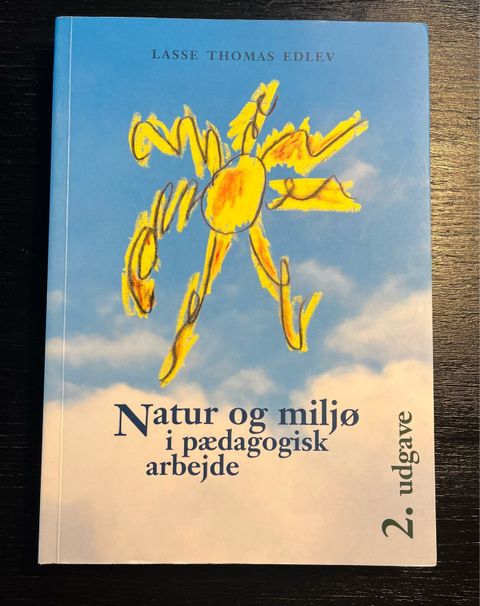 LASSE THOMAS EDLEV
Natur og miljø
i pædagogisk
arbejde
2. udgave